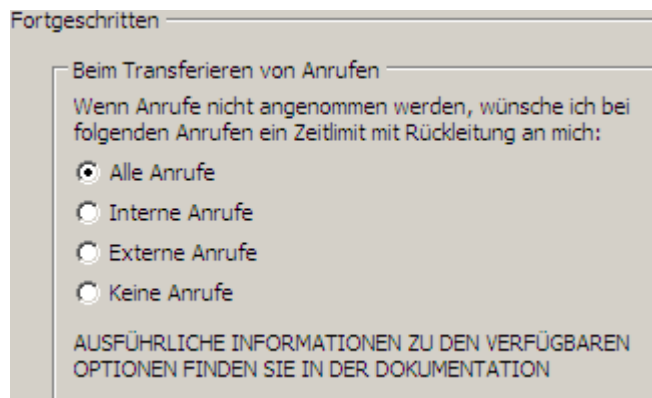 Fortgeschritten
Beim Transferieren von Anrufen
Wenn Anrufe nicht angenommen werden, wünsche ich bei
folgenden Anrufen ein Zeitlimit mit Rückleitung an mich:
Alle Anrufe
Interne Anrufe
Externe Anrufe
Keine Anrufe
AUSFÜHRLICHE INFORMATIONEN ZU DEN VERFÜGBAREN
OPTIONEN FINDEN SIE IN DER DOKUMENTATION